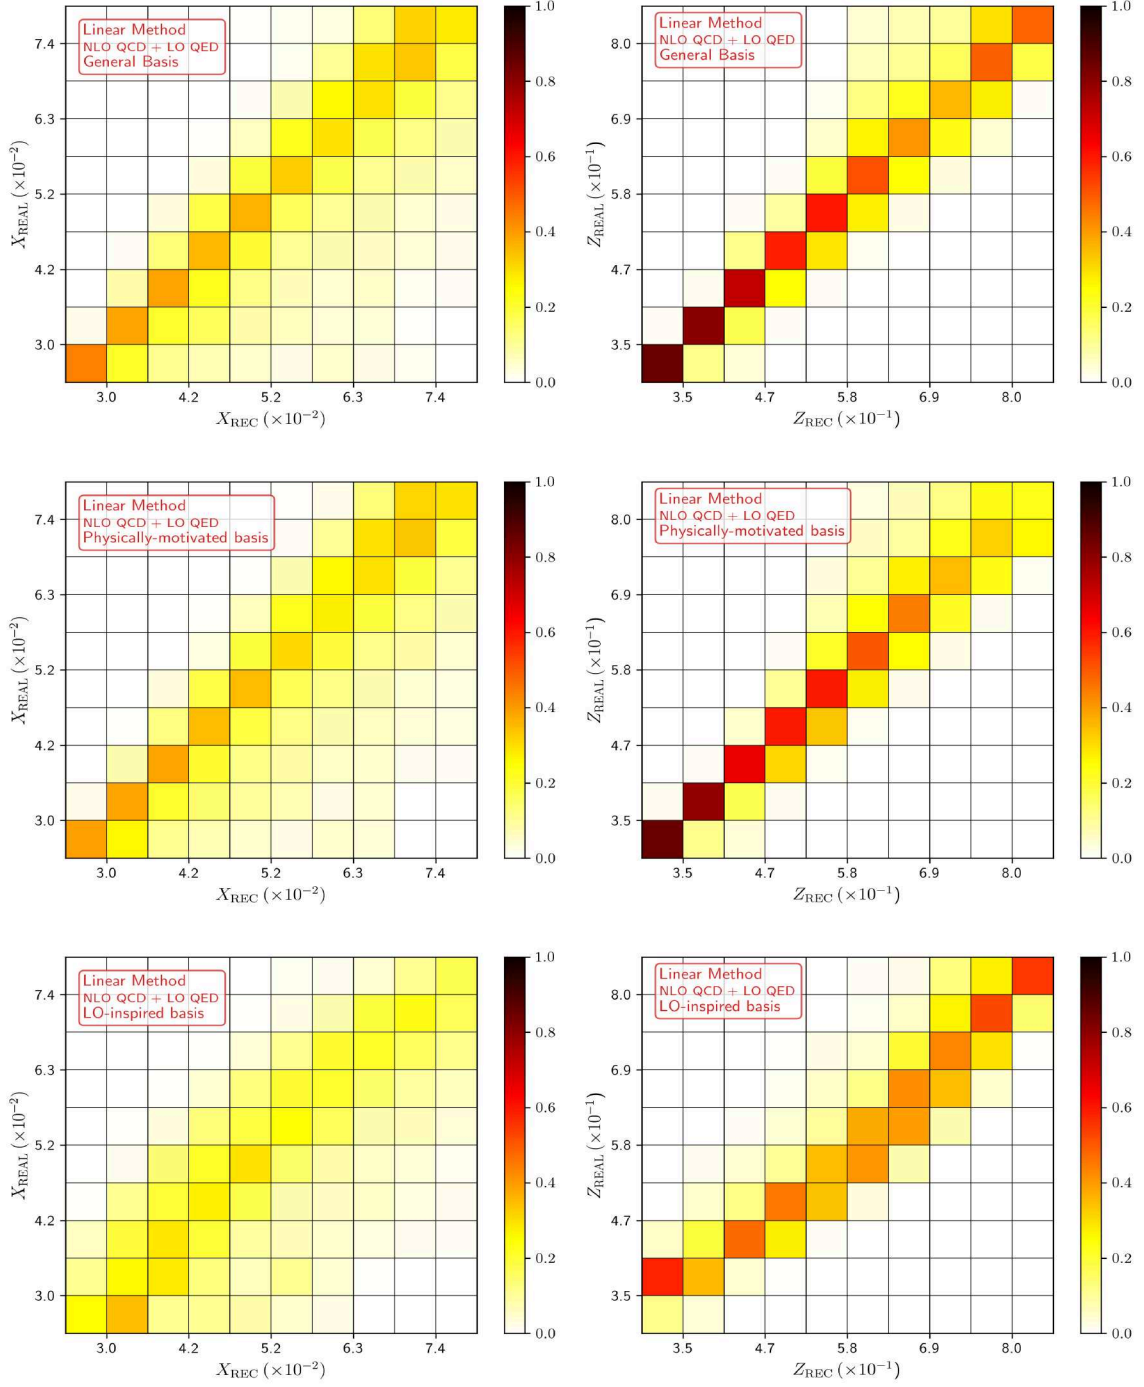 Linear Method
NLO QCD + LO QED
General Basis
7.4
6.3
5.2
4.2
3.0
X_REAL (×10⁻²)
3.0 4.2 5.2 6.3 7.4
X_REC (×10⁻²)
1.0
0.8
0.6
0.4
0.2
0.0
Linear Method
NLO QCD + LO QED
General Basis
8.0
6.9
5.8
4.7
3.5
Z_REAL (×10⁻¹)
3.5 4.7 5.8 6.9 8.0
Z_REC (×10⁻¹)
1.0
0.8
0.6
0.4
0.2
0.0
Linear Method
NLO QCD + LO QED
Physically-motivated basis
7.4
6.3
5.2
4.2
3.0
X_REAL (×10⁻²)
3.0 4.2 5.2 6.3 7.4
X_REC (×10⁻²)
1.0
0.8
0.6
0.4
0.2
0.0
Linear Method
NLO QCD + LO QED
Physically-motivated basis
8.0
6.9
5.8
4.7
3.5
Z_REAL (×10⁻¹)
3.5 4.7 5.8 6.9 8.0
Z_REC (×10⁻¹)
1.0
0.8
0.6
0.4
0.2
0.0
Linear Method
NLO QCD + LO QED
LO-inspired basis
7.4
6.3
5.2
4.2
3.0
X_REAL (×10⁻²)
3.0 4.2 5.2 6.3 7.4
X_REC (×10⁻²)
1.0
0.8
0.6
0.4
0.2
0.0
Linear Method
NLO QCD + LO QED
LO-inspired basis
8.0
6.9
5.8
4.7
3.5
Z_REAL (×10⁻¹)
3.5 4.7 5.8 6.9 8.0
Z_REC (×10⁻¹)
1.0
0.8
0.6
0.4
0.2
0.0